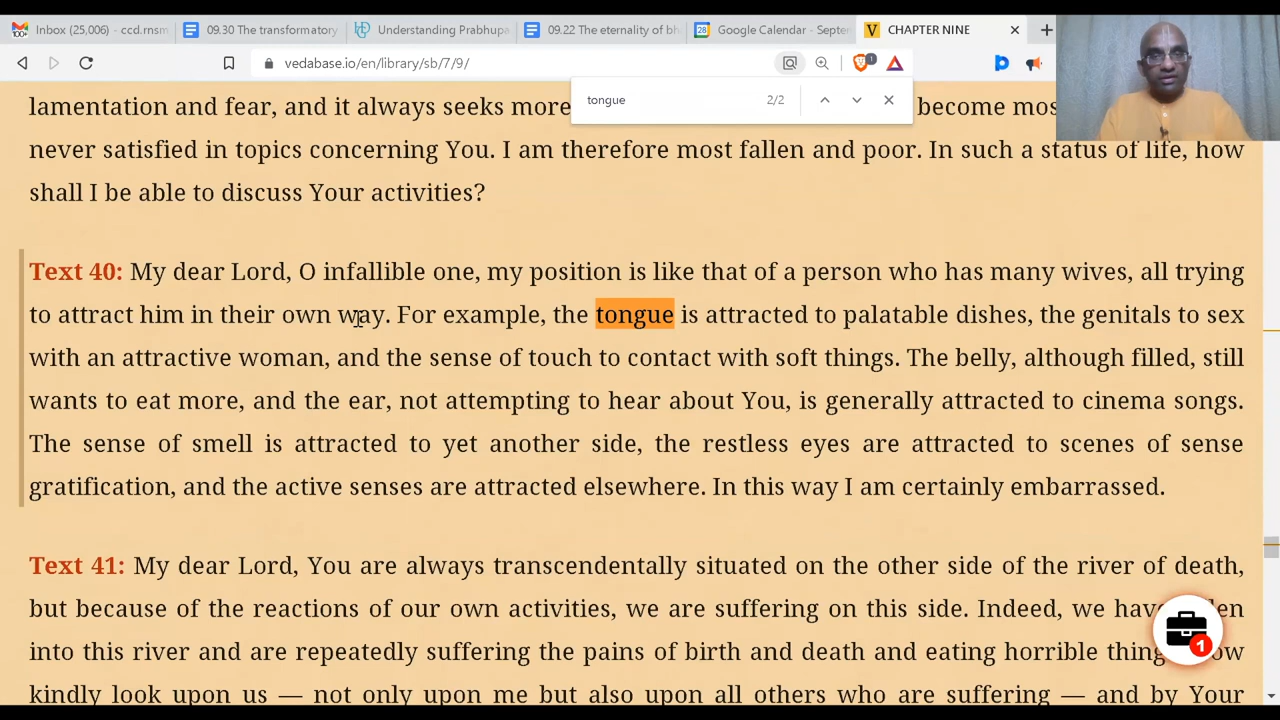 Inbox (25,006) - ccd.rns
09.30 The transformatory
Understanding Prabhupa
09.22 The eternality of bh
Google Calendar - Septe
CHAPTER NINE
vedabase.io/en/library/sb/7/9/
1
tongue 2/2
lamentation and fear, and it always seeks more become mos
never satisfied in topics concerning You. I am therefore most fallen and poor. In such a status of life, how
shall I be able to discuss Your activities?
Text 40: My dear Lord, O infallible one, my position is like that of a person who has many wives, all trying
to attract him in their own way. For example, the tongue is attracted to palatable dishes, the genitals to sex
with an attractive woman, and the sense of touch to contact with soft things. The belly, although filled, still
wants to eat more, and the ear, not attempting to hear about You, is generally attracted to cinema songs.
The sense of smell is attracted to yet another side, the restless eyes are attracted to scenes of sense
gratification, and the active senses are attracted elsewhere. In this way I am certainly embarrassed.
Text 41: My dear Lord, You are always transcendentally situated on the other side of the river of death,
but because of the reactions of our own activities, we are suffering on this side. Indeed, we have
into this river and are repeatedly suffering the pains of birth and death and eating horrible
kindly look upon us — not only upon me but also upon all others who are suffering — and by Your
1